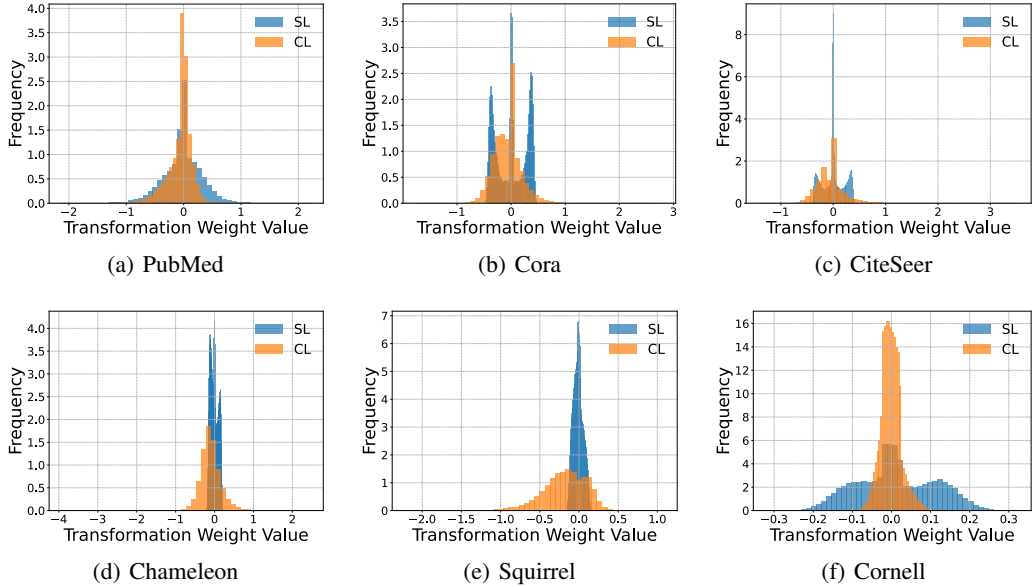 4.0
3.5
3.0
2.5
2.0
1.5
1.0
0.5
0.0
Frequency
SL
CL
−2 −1 0 1 2
Transformation Weight Value
(a) PubMed
3.5
3.0
2.5
2.0
1.5
1.0
0.5
0.0
Frequency
SL
CL
−1 0 1 2 3
Transformation Weight Value
(b) Cora
8
6
4
2
0
Frequency
SL
CL
−1 0 1 2 3
Transformation Weight Value
(c) CiteSeer
4.0
3.5
3.0
2.5
2.0
1.5
1.0
0.5
0.0
Frequency
SL
CL
−4 −3 −2 −1 0 1 2
Transformation Weight Value
(d) Chameleon
7
6
5
4
3
2
1
0
Frequency
SL
CL
−2.0 −1.5 −1.0 −0.5 0.0 0.5 1.0
Transformation Weight Value
(e) Squirrel
16
14
12
10
8
6
4
2
0
Frequency
SL
CL
−0.3 −0.2 −0.1 0.0 0.1 0.2 0.3
Transformation Weight Value
(f) Cornell